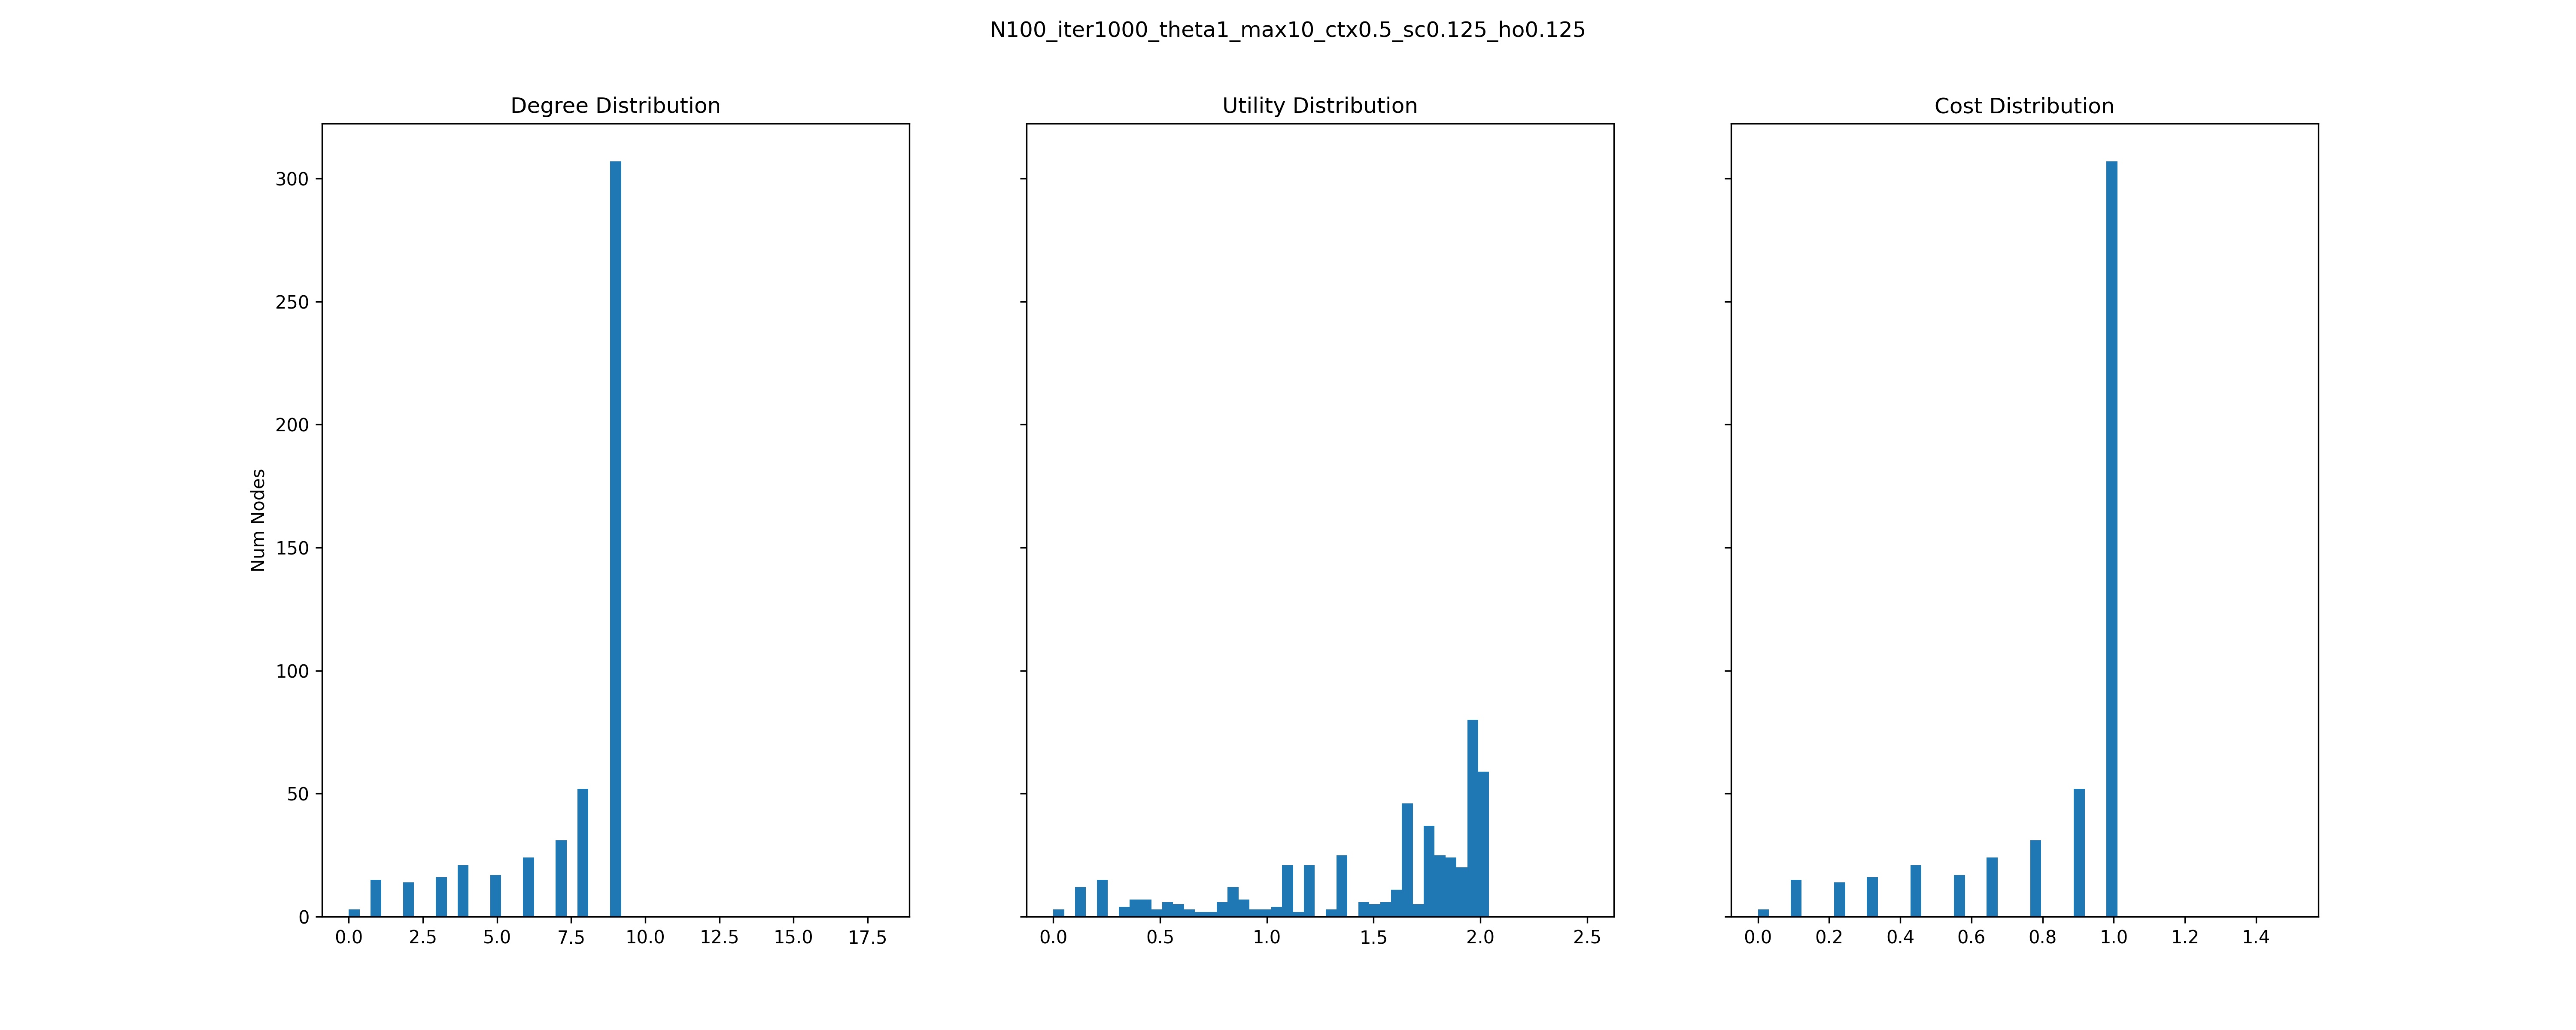 N100_iter1000_theta1_max10_ctx0.5_sc0.125_ho0.125
Degree Distribution
Utility Distribution
Cost Distribution
Num Nodes
300
250
200
150
100
50
0
0.0 2.5 5.0 7.5 10.0 12.5 15.0 17.5
0.0 0.5 1.0 1.5 2.0 2.5
0.0 0.2 0.4 0.6 0.8 1.0 1.2 1.4